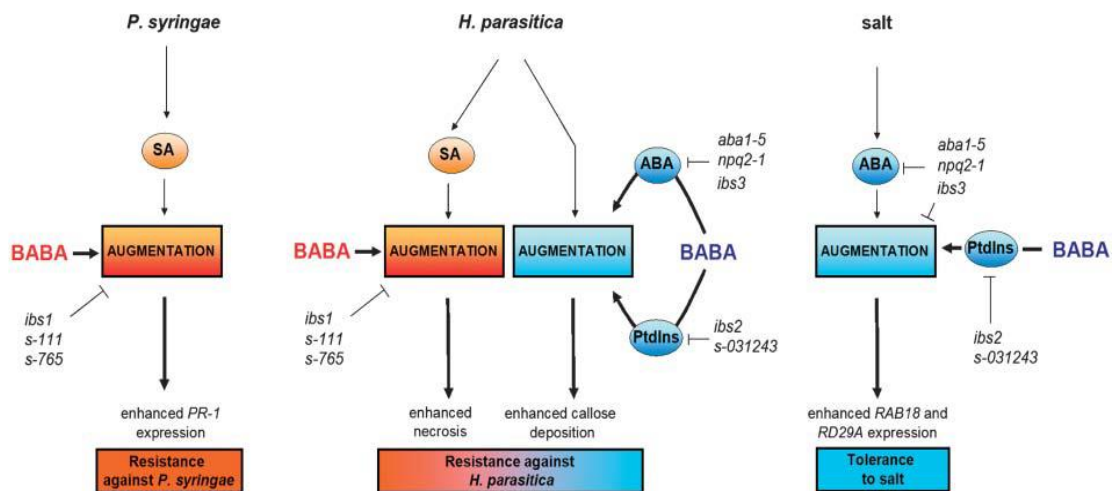 P. syringae
SA
BABA
AUGMENTATION
ibs1
s-111
s-765
enhanced PR-1
expression
Resistance
against P. syringae
H. parasitica
SA
BABA
AUGMENTATION
AUGMENTATION
ibs1
s-111
s-765
ABA
aba1-5
npq2-1
ibs3
BABA
PtdIns
ibs2
s-031243
enhanced
necrosis
enhanced callose
deposition
Resistance against
H. parasitica
salt
ABA
aba1-5
npq2-1
ibs3
AUGMENTATION
PtdIns
BABA
ibs2
s-031243
enhanced RAB18 and
RD29A expression
Tolerance
to salt